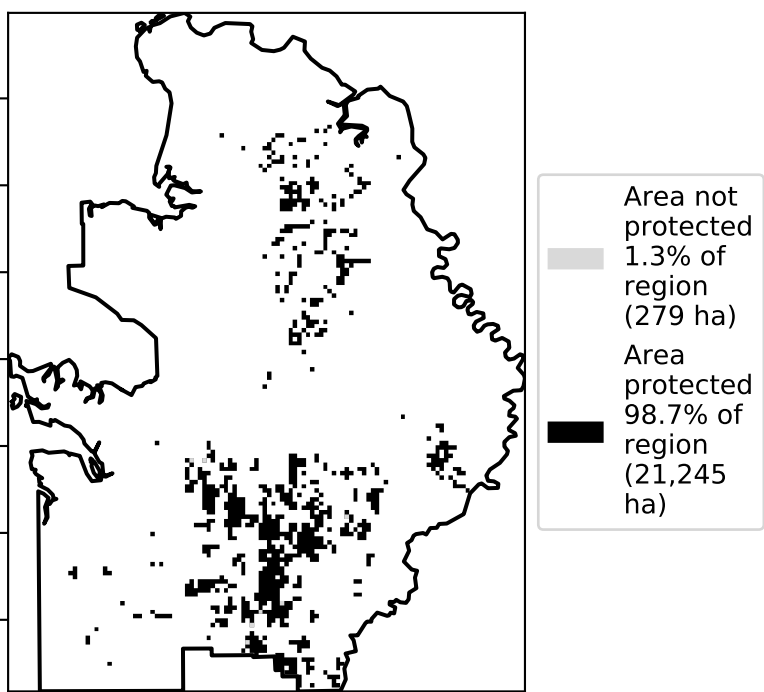 Area not
protected
1.3% of
region
(279 ha)
Area
protected
98.7% of
region
(21,245
ha)